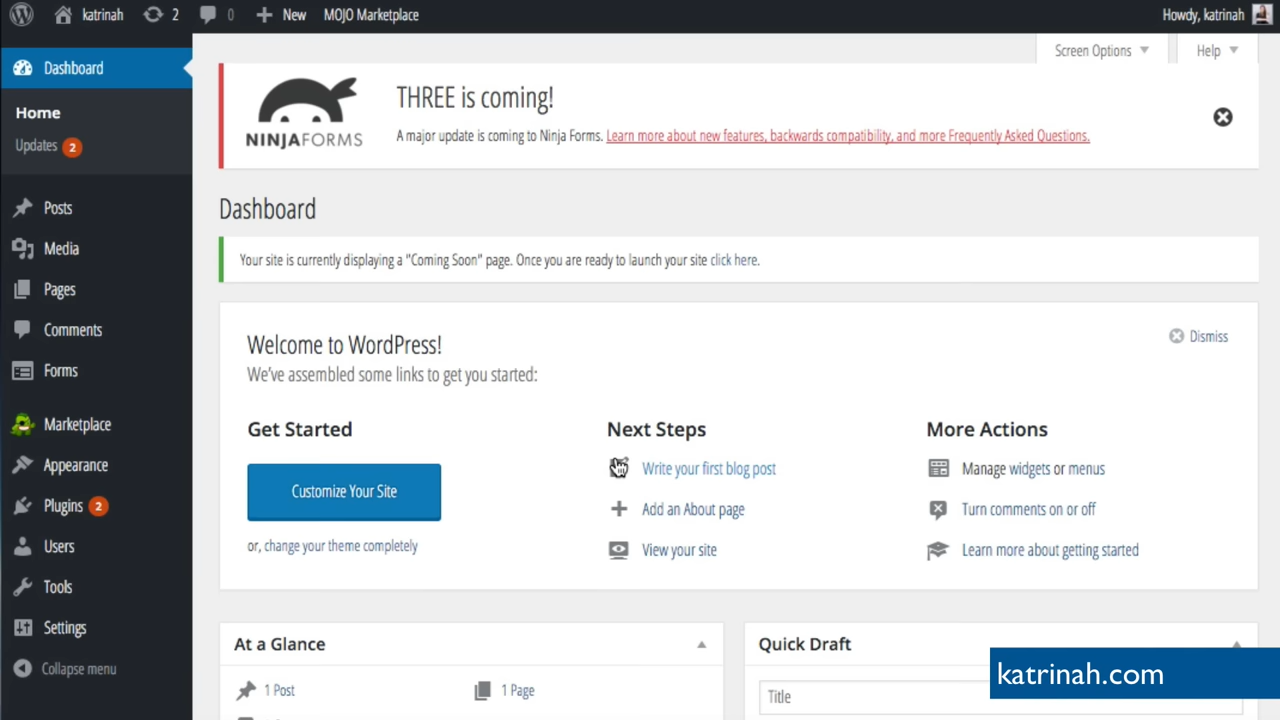 katrinah 2 0 New MOJO Marketplace Howdy, katrinah
Screen Options Help
Dashboard
Home
Updates 2
Posts
Media
Pages
Comments
Forms
Marketplace
Appearance
Plugins 2
Users
Tools
Settings
Collapse menu
NINJAFORMS
THREE is coming!
A major update is coming to Ninja Forms. Learn more about new features, backwards compatibility, and more Frequently Asked Questions.
Dashboard
Your site is currently displaying a "Coming Soon" page. Once you are ready to launch your site click here.
Welcome to WordPress!
We've assembled some links to get you started:
Dismiss
Get Started
Customize Your Site
or, change your theme completely
Next Steps
Write your first blog post
Add an About page
View your site
More Actions
Manage widgets or menus
Turn comments on or off
Learn more about getting started
At a Glance
1 Post
1 Page
Quick Draft
Title
katrinah.com